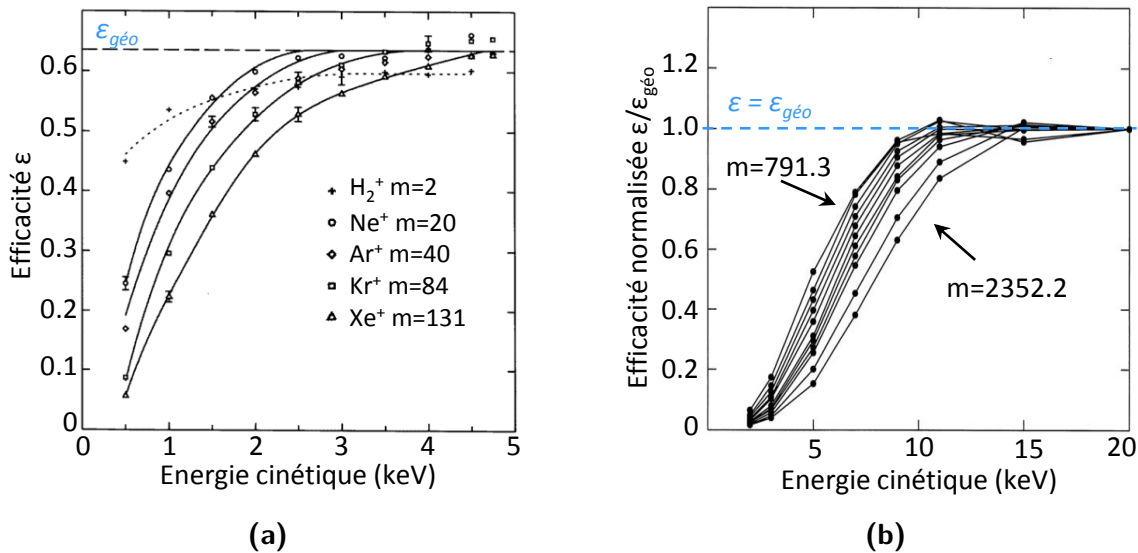 ε_géo
0.6
0.5
0.4
0.3
0.2
0.1
0
Efficacité ε
H₂⁺ m=2
Ne⁺ m=20
Ar⁺ m=40
Kr⁺ m=84
Xe⁺ m=131
0 1 2 3 4 5
Energie cinétique (keV)
(a)
1.2
1.0
0.8
0.6
0.4
0.2
0
Efficacité normalisée ε/ε_géo
ε = ε_géo
m=791.3
m=2352.2
5 10 15 20
Energie cinétique (keV)
(b)